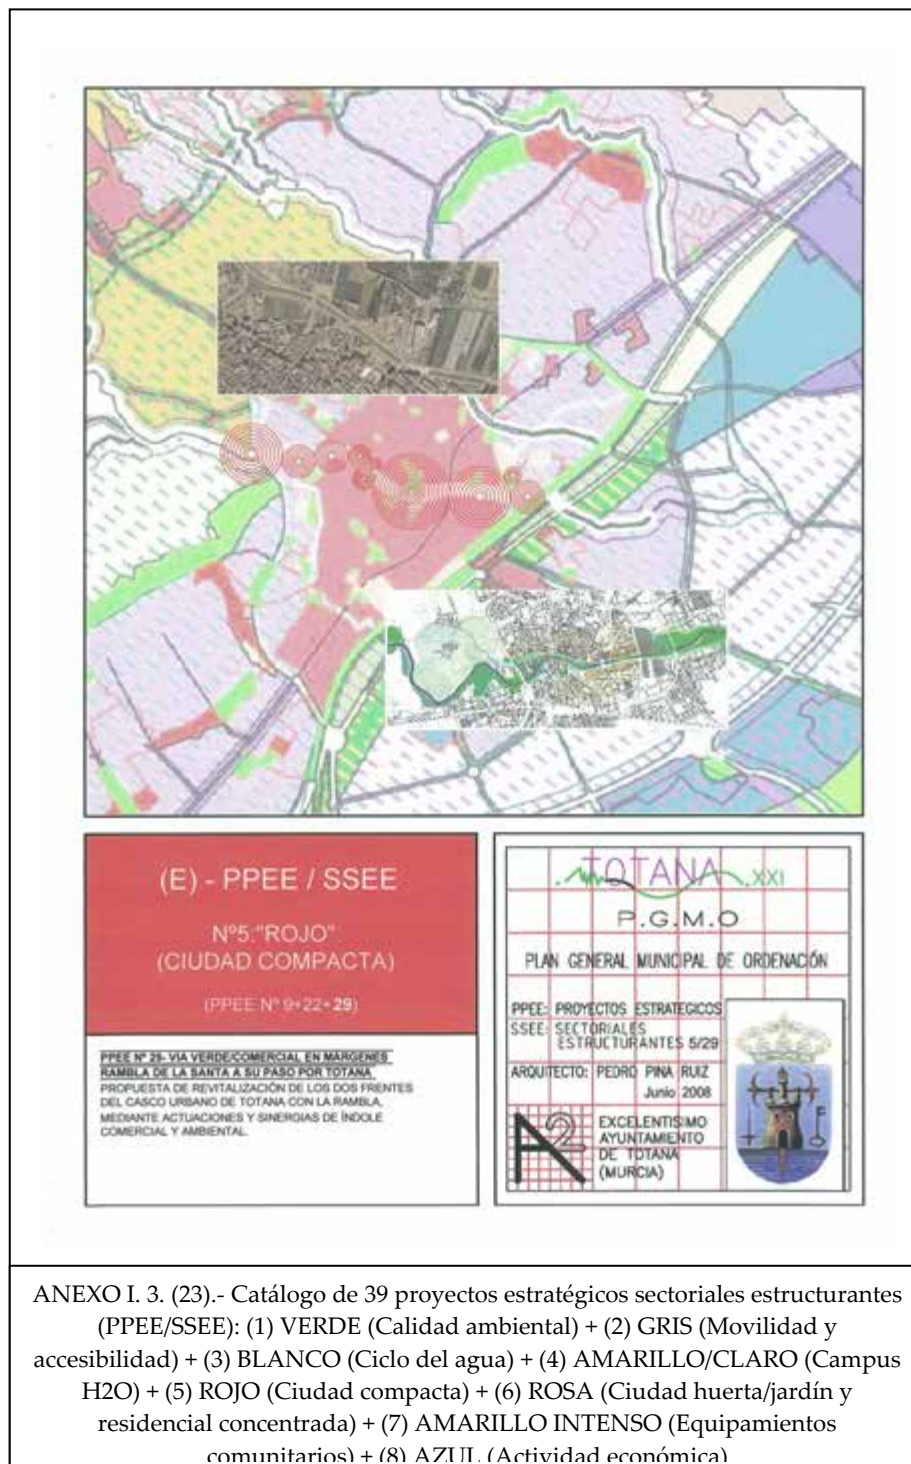 (E) - PPEE / SSEE
Nº5:"ROJO"
(CIUDAD COMPACTA)
(PPEE Nº 9+22+29)
PPEE Nº 29- VIA VERDE/COMERCIAL EN MÁRGENES
RAMBLA DE LA SANTA A SU PASO POR TOTANA
PROPUESTA DE REVITALIZACIÓN DE LOS DOS FRENTES
DEL CASCO URBANO DE TOTANA CON LA RAMBLA,
MEDIANTE ACTUACIONES Y SINERGIAS DE ÍNDOLE
COMERCIAL Y AMBIENTAL.
TOTANA XXI
P.G.M.O
PLAN GENERAL MUNICIPAL DE ORDENACIÓN
PPEE: PROYECTOS ESTRATEGICOS
SSEE: SECTORIALES
ESTRUCTURANTES 5/29
ARQUITECTO: PEDRO PINA RUIZ
Junio 2008
A2
EXCELENTISIMO
AYUNTAMIENTO
DE TOTANA
(MURCIA)
ANEXO I. 3. (23).- Catálogo de 39 proyectos estratégicos sectoriales estructurantes
(PPEE/SSEE): (1) VERDE (Calidad ambiental) + (2) GRIS (Movilidad y
accesibilidad) + (3) BLANCO (Ciclo del agua) + (4) AMARILLO/CLARO (Campus
H2O) + (5) ROJO (Ciudad compacta) + (6) ROSA (Ciudad huerta/jardín y
residencial concentrada) + (7) AMARILLO INTENSO (Equipamientos
comunitarios) + (8) AZUL (Actividad económica)